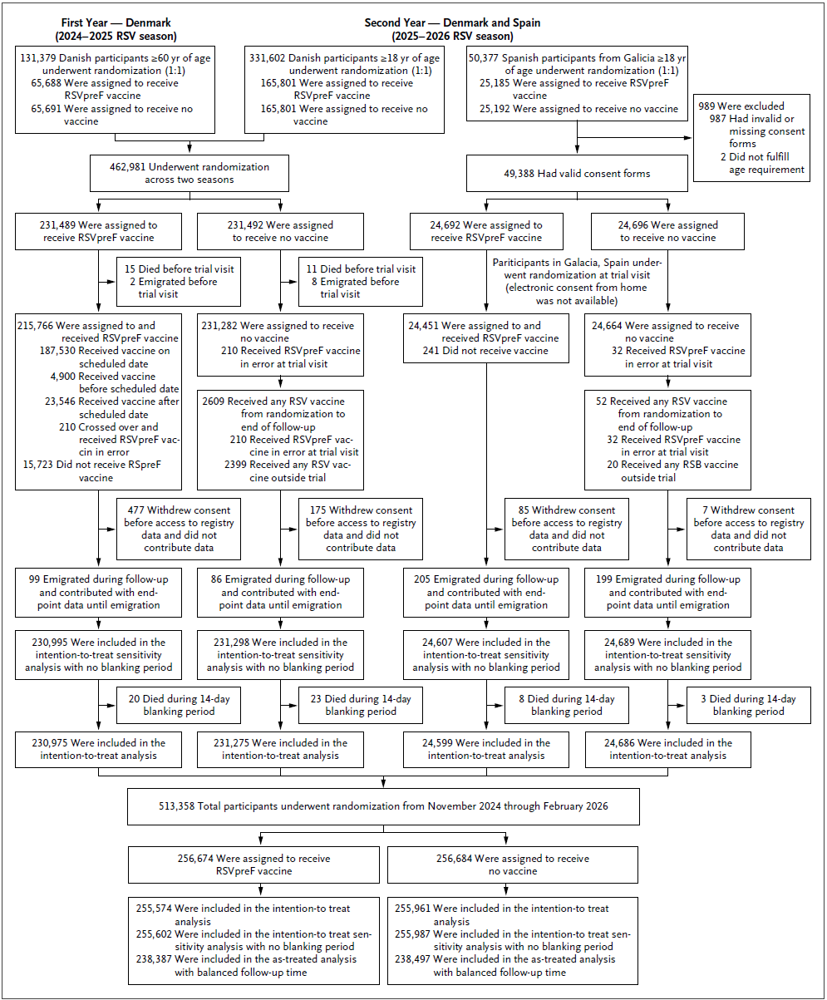 First Year — Denmark
(2024–2025 RSV season)
Second Year — Denmark and Spain
(2025–2026 RSV season)
131,379 Danish participants ≥60 yr of age
underwent randomization (1:1)
65,688 Were assigned to receive
RSVpreF vaccine
65,691 Were assigned to receive no
vaccine
331,602 Danish participants ≥18 yr of age
underwent randomization (1:1)
165,801 Were assigned to receive
RSVpreF vaccine
165,801 Were assigned to receive no
vaccine
50,377 Spanish participants from Galicia ≥18 yr
of age underwent randomization (1:1)
25,185 Were assigned to receive RSVpreF
vaccine
25,192 Were assigned to receive no vaccine
989 Were excluded
987 Had invalid or
missing consent
forms
2 Did not fulfill
age requirement
462,981 Underwent randomization
across two seasons
49,388 Had valid consent forms
231,489 Were assigned to
receive RSVpreF vaccine
231,492 Were assigned
to receive no vaccine
24,692 Were assigned to
receive RSVpreF vaccine
24,696 Were assigned
to receive no vaccine
15 Died before trial visit
2 Emigrated before
trial visit
11 Died before trial visit
8 Emigrated before
trial visit
Pariticipants in Galacia, Spain under-
went randomization at trial visit
(electronic consent from home
was not available)
215,766 Were assigned to and
received RSVpreF vaccine
187,530 Received vaccine on
scheduled date
4,900 Received vaccine
before scheduled date
23,546 Received vaccine after
scheduled date
210 Crossed over and
received RSVpreF vac-
cin in error
15,723 Did not receive RSpreF
vaccine
231,282 Were assigned to receive
no vaccine
210 Received RSVpreF vaccine
in error at trial visit
24,451 Were assigned to and
received RSVpreF vaccine
241 Did not receive vaccine
24,664 Were assigned to receive
no vaccine
32 Received RSVpreF vaccine
in error at trial visit
2609 Received any RSV vaccine
from randomization to
end of follow-up
210 Received RSVpreF vac-
cine in error at trial visit
2399 Received any RSV vac-
cine outside trial
52 Received any RSV vaccine
from randomization to
end of follow-up
32 Received RSVpreF vaccine
in error at trial visit
20 Received any RSB vaccine
outside trial
477 Withdrew consent
before access to registry
data and did not
contribute data
175 Withdrew consent
before access to registry
data and did not
contribute data
85 Withdrew consent
before access to registry
data and did not
contribute data
7 Withdrew consent
before access to registry
data and did not
contribute data
99 Emigrated during follow-up
and contributed with end-
point data until emigration
86 Emigrated during follow-up
and contributed with end-
point data until emigration
205 Emigrated during follow-up
and contributed with end-
point data until emigration
199 Emigrated during follow-up
and contributed with end-
point data until emigration
230,995 Were included in the
intention-to-treat sensitivity
analysis with no blanking period
231,298 Were included in the
intention-to-treat sensitivity
analysis with no blanking period
24,607 Were included in the
intention-to-treat sensitivity
analysis with no blanking period
24,689 Were included in the
intention-to-treat sensitivity
analysis with no blanking period
20 Died during 14-day
blanking period
23 Died during 14-day
blanking period
8 Died during 14-day
blanking period
3 Died during 14-day
blanking period
230,975 Were included in the
intention-to-treat analysis
231,275 Were included in the
intention-to-treat analysis
24,599 Were included in the
intention-to-treat analysis
24,686 Were included in the
intention-to-treat analysis
513,358 Total participants underwent randomization from November 2024 through February 2026
256,674 Were assigned to receive
RSVpreF vaccine
256,684 Were assigned to receive
no vaccine
255,574 Were included in the intention-to treat
analysis
255,602 Were included in the intention-to treat sen-
sitivity analysis with no blanking period
238,387 Were included in the as-treated analysis
with balanced follow-up time
255,961 Were included in the intention-to treat
analysis
255,987 Were included in the intention-to treat sen-
sitivity analysis with no blanking period
238,497 Were included in the as-treated analysis
with balanced follow-up time